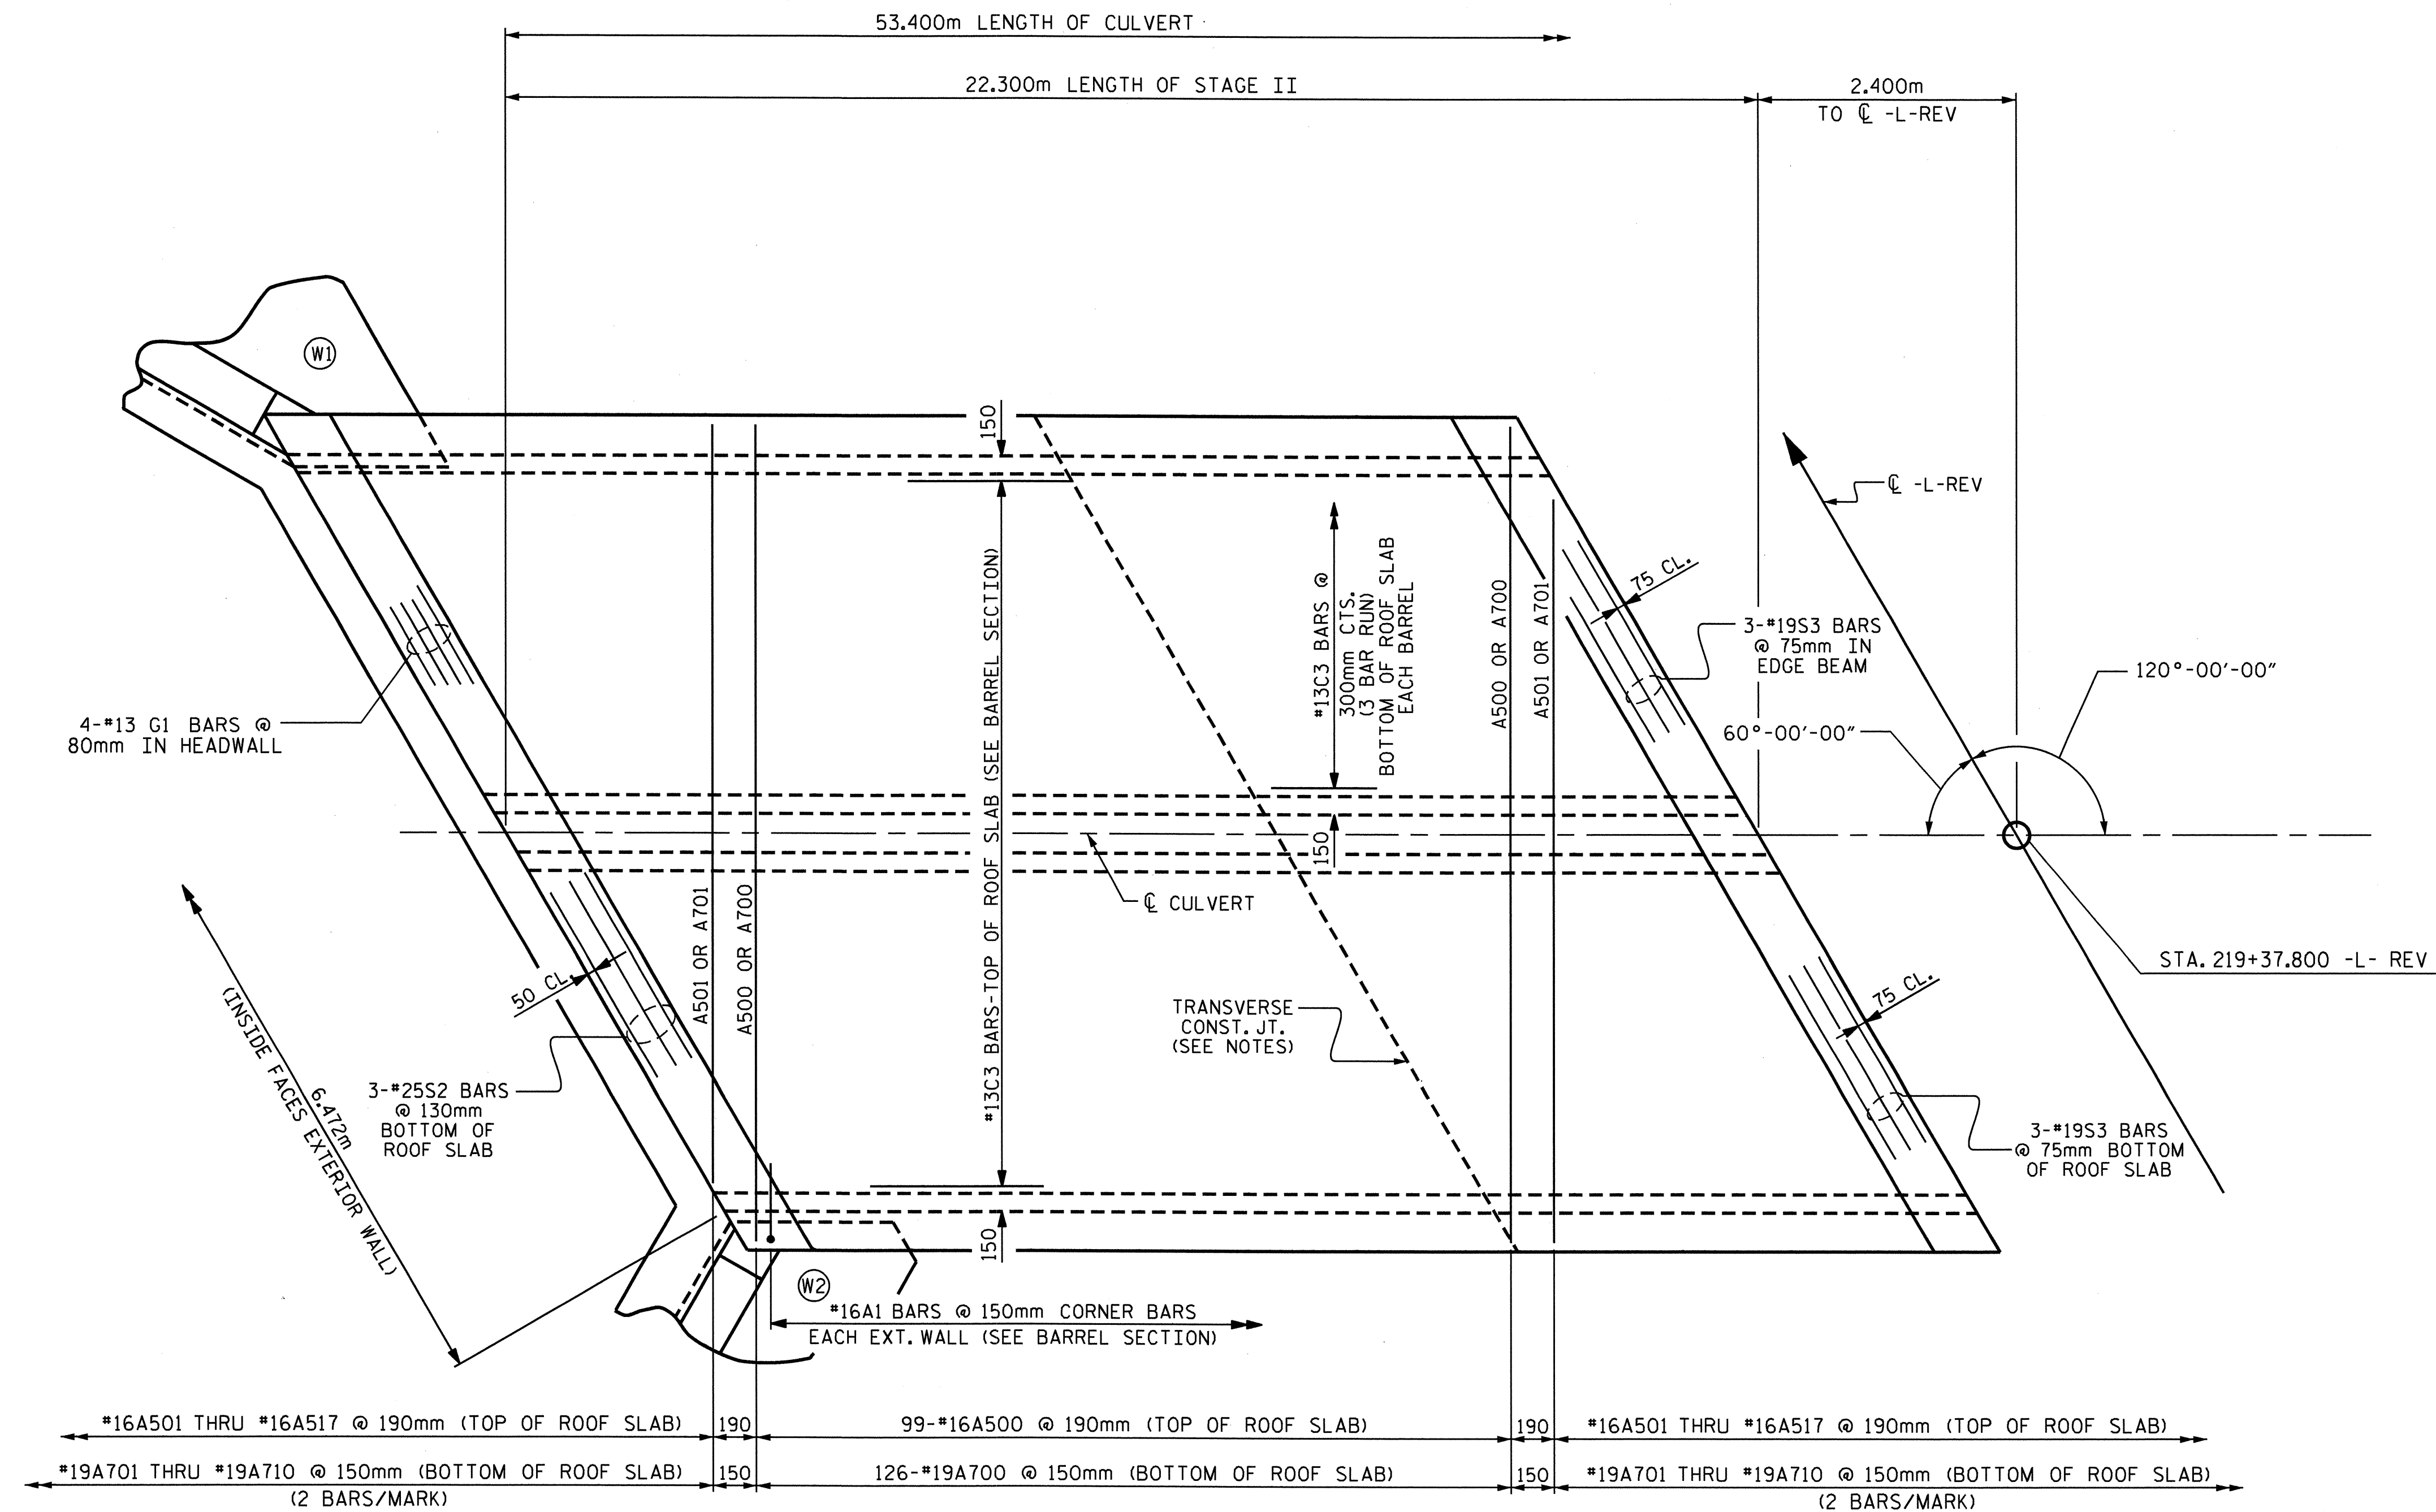 53.400m LENGTH OF CULVERT
22.300m LENGTH OF STAGE II
2.400m
TO ℄ -L-REV
W1
150
℄ -L-REV
#13C3 BARS-TOP OF ROOF SLAB (SEE BARREL SECTION)
#13C3 BARS @
300mm CTS.
(3 BAR RUN)
BOTTOM OF ROOF SLAB
EACH BARREL
A500 OR A700
A501 OR A701
75 CL.
3-#19S3 BARS
@ 75mm IN
EDGE BEAM
120°-00'-00"
60°-00'-00"
4-#13 G1 BARS @
80mm IN HEADWALL
150
℄ CULVERT
A501 OR A701
A500 OR A700
50 CL.
STA. 219+37.800 -L- REV
75 CL.
TRANSVERSE
CONST. JT.
(SEE NOTES)
6.472m
(INSIDE FACES EXTERIOR WALL)
3-#25S2 BARS
@ 130mm
BOTTOM OF
ROOF SLAB
3-#19S3 BARS
@ 75mm BOTTOM
OF ROOF SLAB
150
W2
#16A1 BARS @ 150mm CORNER BARS
EACH EXT. WALL (SEE BARREL SECTION)
#16A501 THRU #16A517 @ 190mm (TOP OF ROOF SLAB)
190
99-#16A500 @ 190mm (TOP OF ROOF SLAB)
190
#16A501 THRU #16A517 @ 190mm (TOP OF ROOF SLAB)
#19A701 THRU #19A710 @ 150mm (BOTTOM OF ROOF SLAB)
150
126-#19A700 @ 150mm (BOTTOM OF ROOF SLAB)
150
#19A701 THRU #19A710 @ 150mm (BOTTOM OF ROOF SLAB)
(2 BARS/MARK)
(2 BARS/MARK)